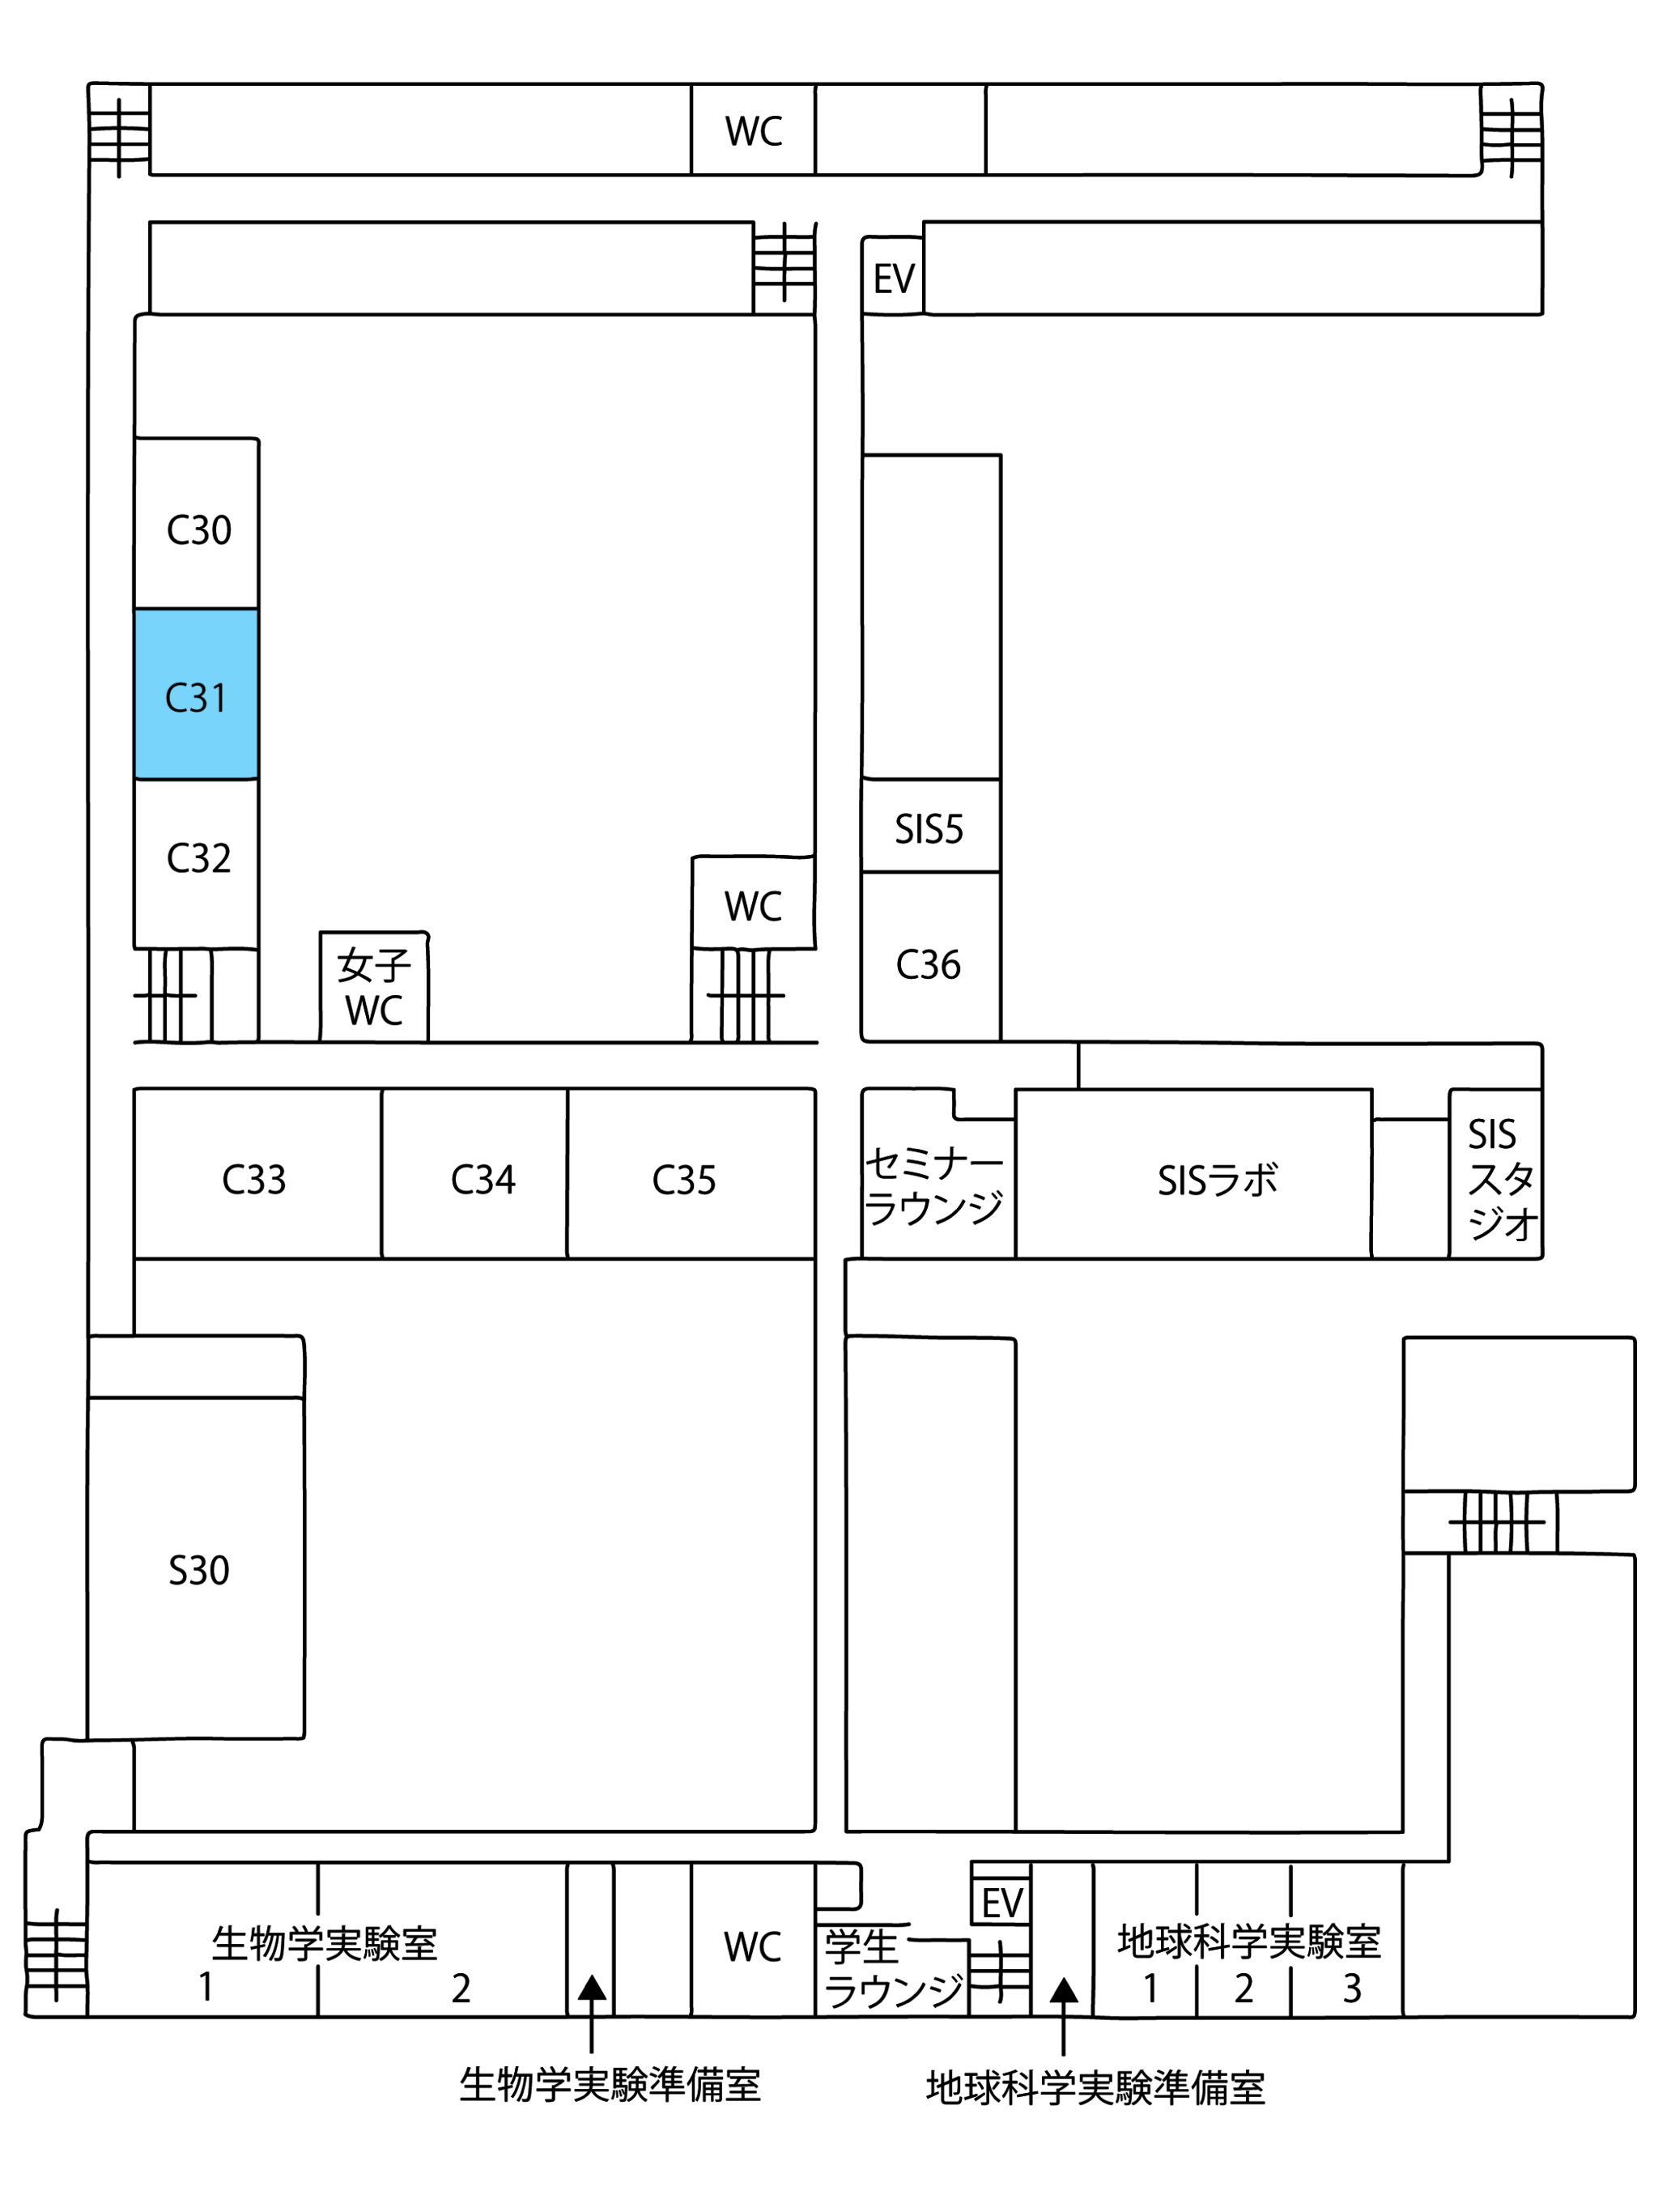 WC
EV
C30
C31
SIS5
C32
WC
女子
WC
C36
C33
C34
C35
セミナー
ラウンジ
SISラボ
SIS
スタ
ジオ
S30
生物学実験室
1
2
WC
学生
ラウンジ
EV
地球科学実験室
1
2
3
生物学実験準備室
地球科学実験準備室